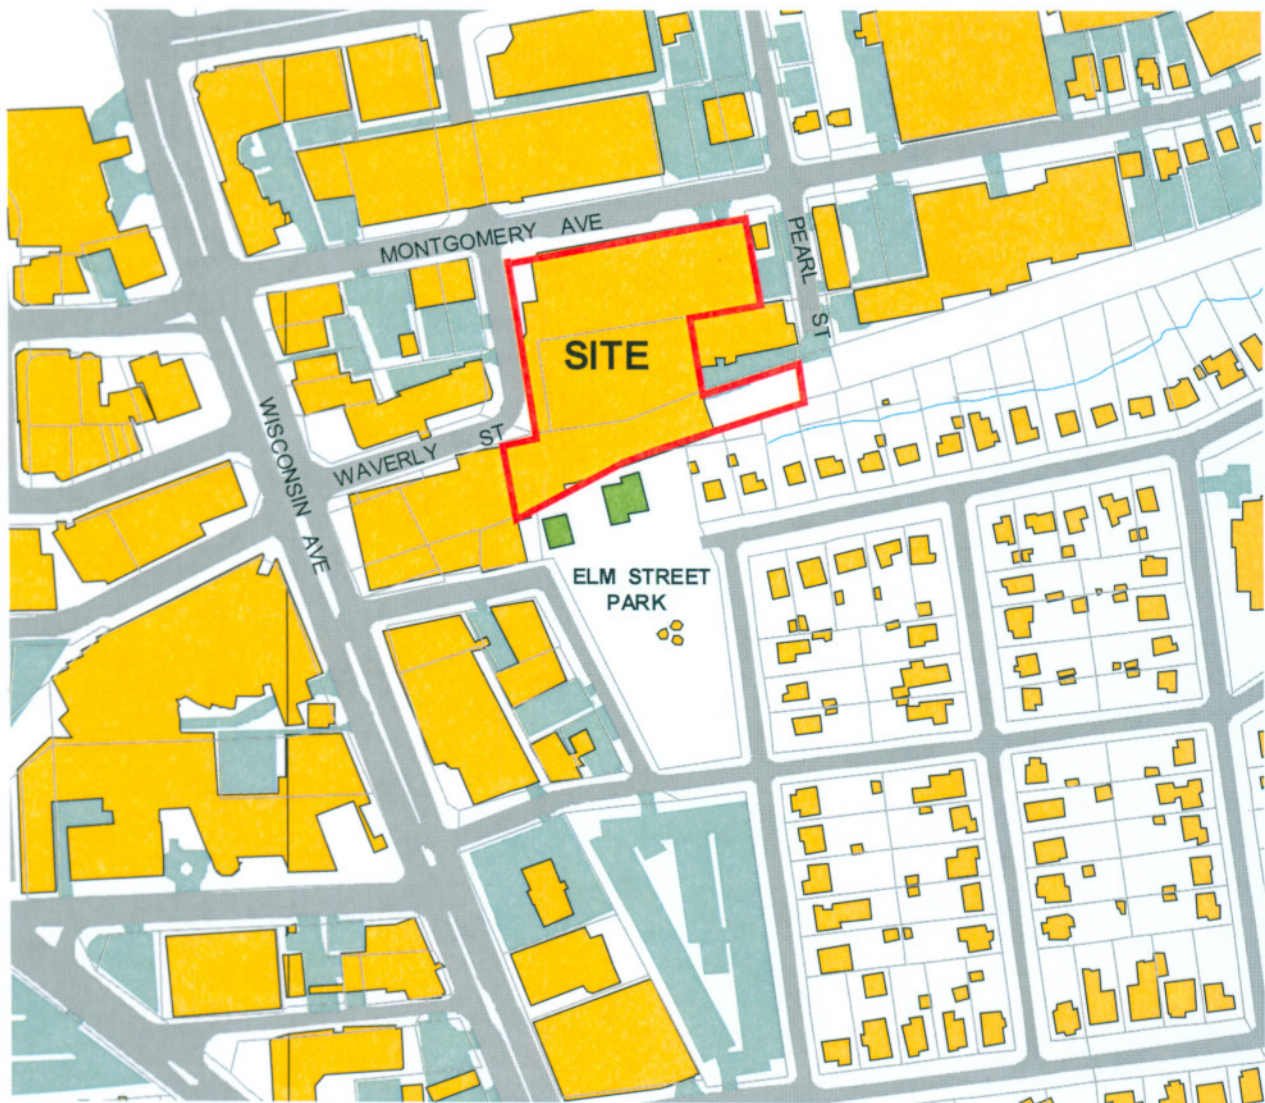 MONTGOMERY AVE
PEARL ST
SITE
WISCONSIN AVE
WAVERLY ST
ELM STREET
PARK